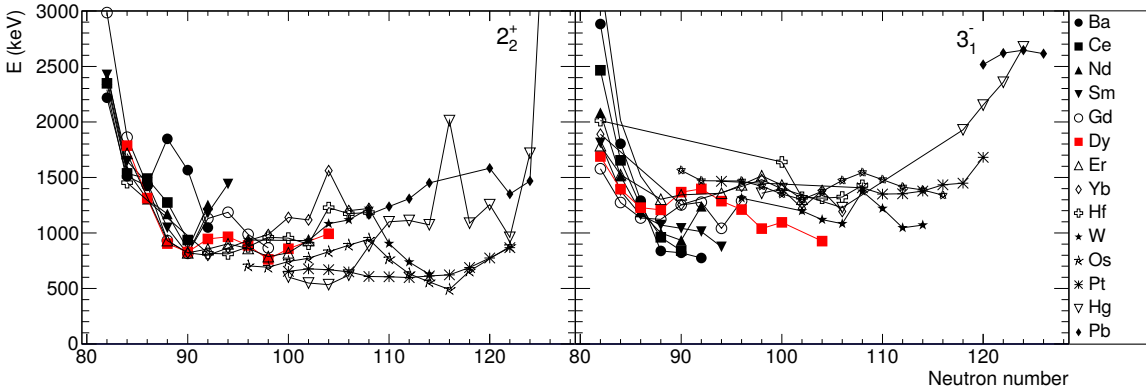 E (keV)
3000
2500
2000
1500
1000
500
0
2₂⁺
3₁⁻
80 90 100 110 120
80 90 100 110 120
Neutron number
Ba
Ce
Nd
Sm
Gd
Dy
Er
Yb
Hf
W
Os
Pt
Hg
Pb